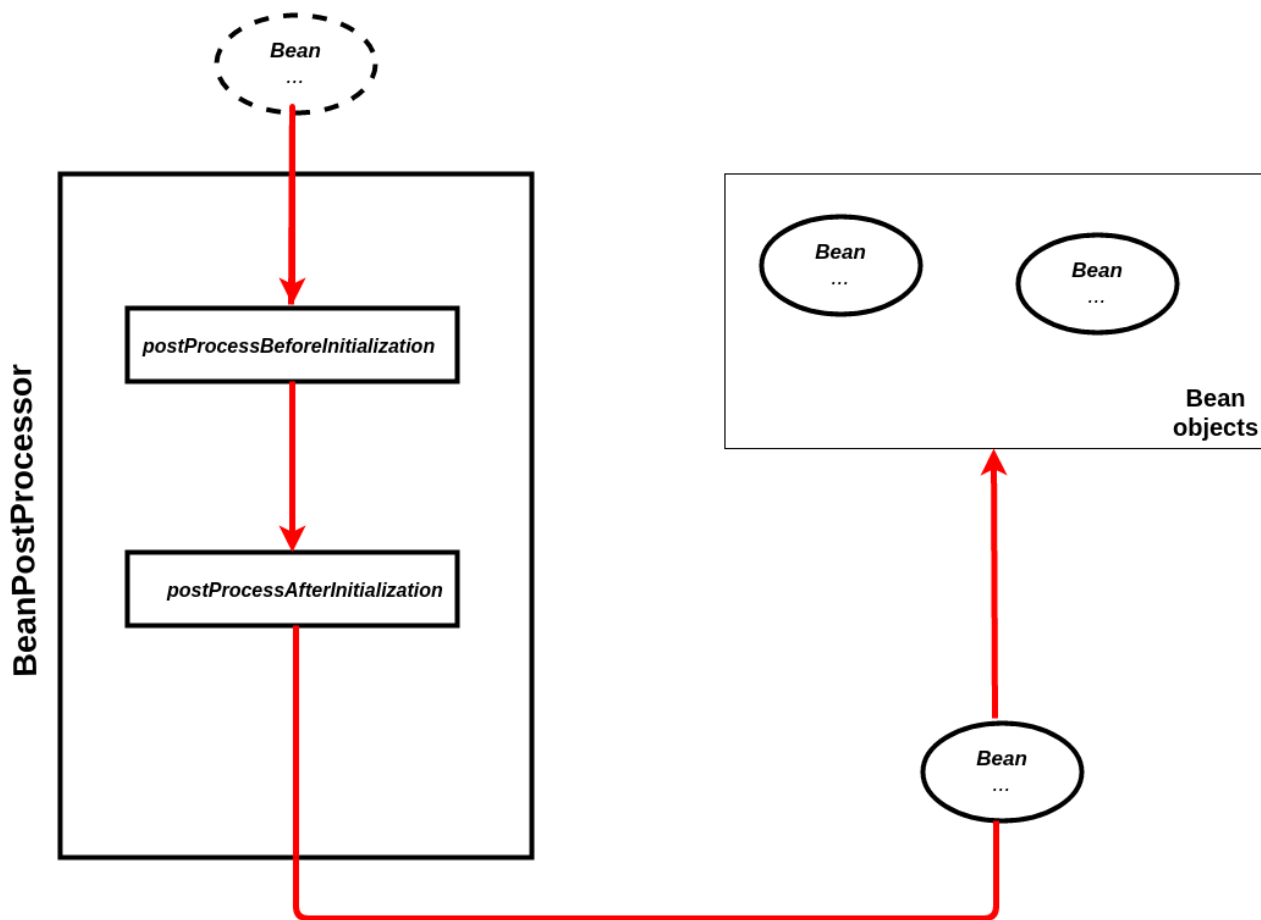 Bean
...
BeanPostProcessor
postProcessBeforeInitialization
postProcessAfterInitialization
Bean
...
Bean
...
Bean
objects
Bean
...